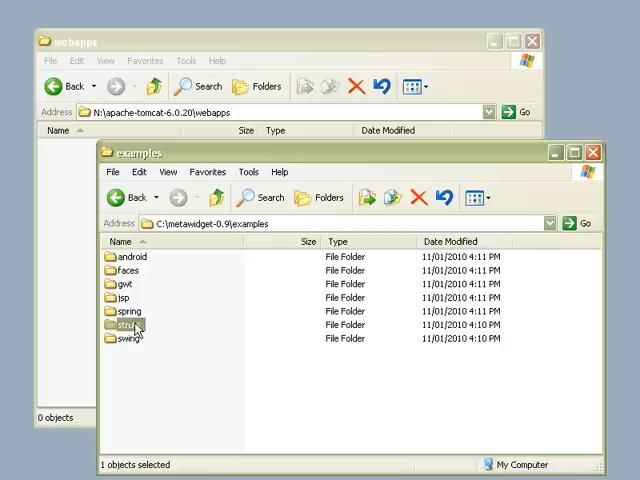 webapps
File Edit View Favorites Tools Help
Back Search Folders
Address N:\apache-tomcat-6.0.20\webapps Go
Name Size Type Date Modified
examples
File Edit View Favorites Tools Help
Back Search Folders
Address C:\metawidget-0.9\examples Go
Name Size Type Date Modified
android File Folder 11/01/2010 4:11 PM
faces File Folder 11/01/2010 4:11 PM
gwt File Folder 11/01/2010 4:11 PM
jsp File Folder 11/01/2010 4:11 PM
spring File Folder 11/01/2010 4:11 PM
File Folder 11/01/2010 4:10 PM
swing File Folder 11/01/2010 4:10 PM
0 objects
1 objects selected My Computer